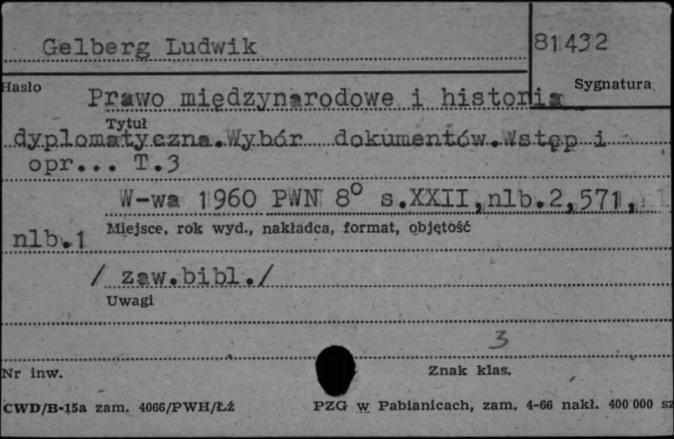 Gelberg Ludwik
81432
Hasło
Sygnatura
Prawo międzynarodowe i historia
Tytuł
dyplomatyczna.Wybór dokumentów.Wstęp i
opr... T.3
W-wa 1960 PWN 8° s.XXII,nlb.2,571,
Miejsce, rok wyd., nakładca, format, objętość
nlb.1
/ zaw.bibl./
Uwagi
3
Nr inw.
Znak klas.
CWD/B-15a zam. 4066/PWH/Łź
PZG w Pabianicach, zam. 4-66 nakł. 400 000 sz